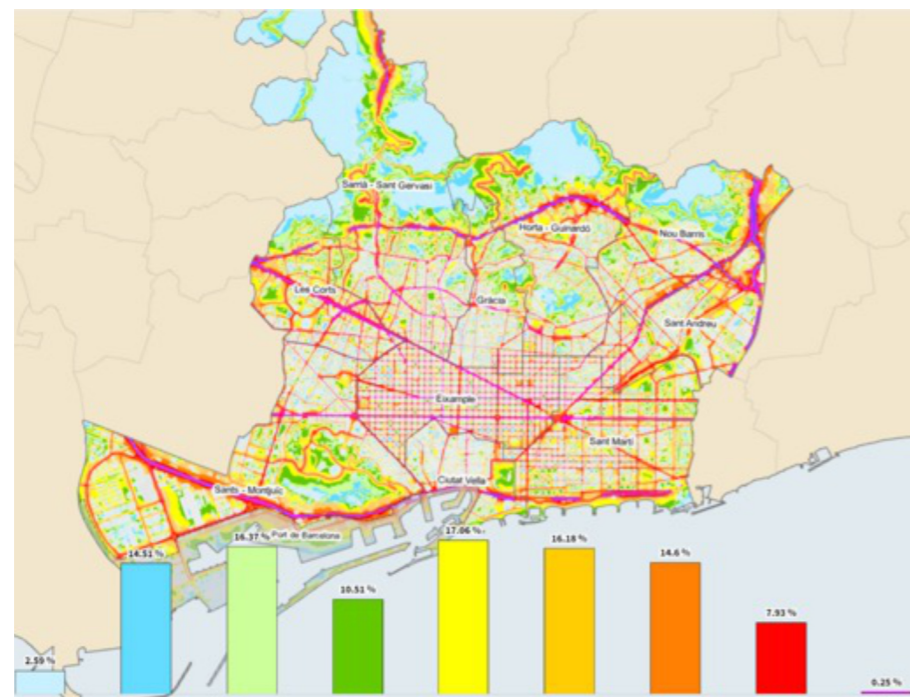 Sarrià - Sant Gervasi
Horta - Guinardó
Nou Barris
Les Corts
Gràcia
Sant Andreu
Eixample
Sant Martí
Ciutat Vella
Sants - Montjuïc
Port de Barcelona
2.59 %
14.51 %
16.37 %
10.51 %
17.06 %
16.18 %
14.6 %
7.93 %
0.25 %